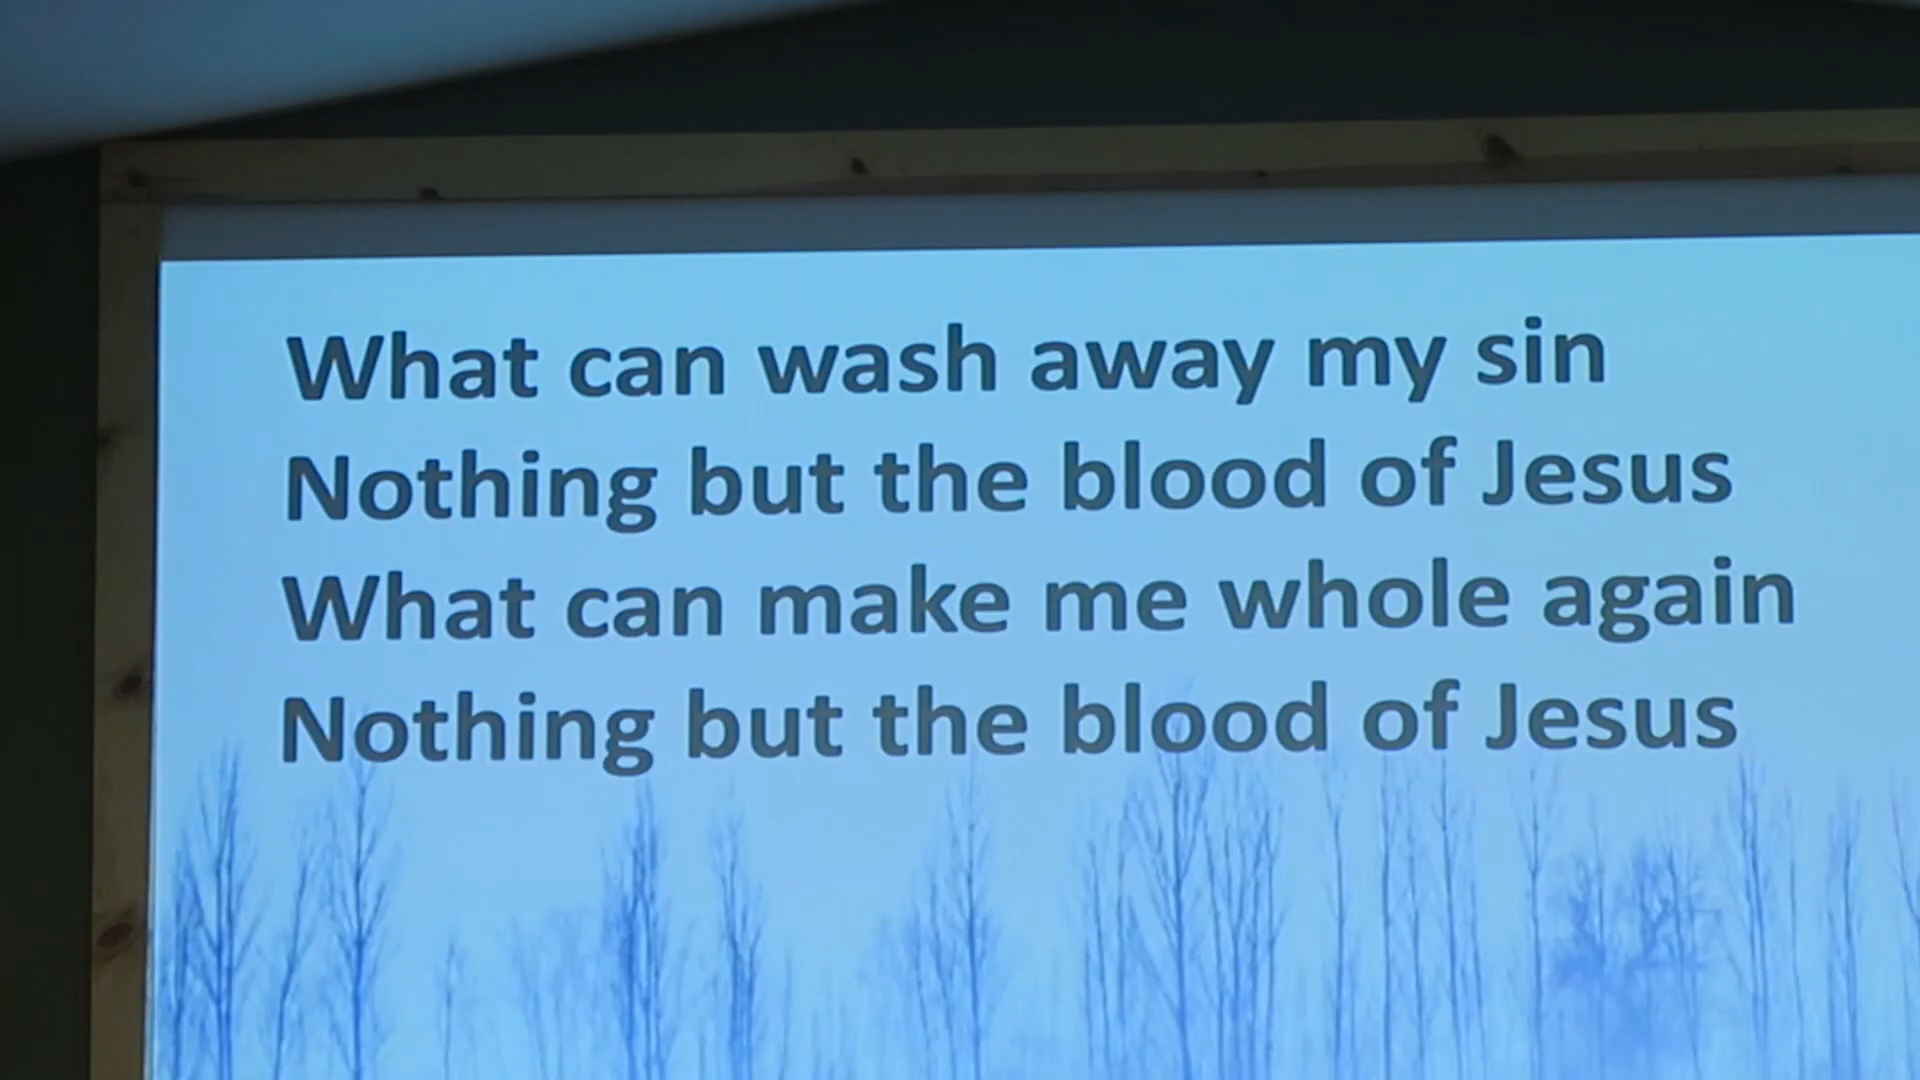 What can wash away my sin
Nothing but the blood of Jesus
What can make me whole again
Nothing but the blood of Jesus